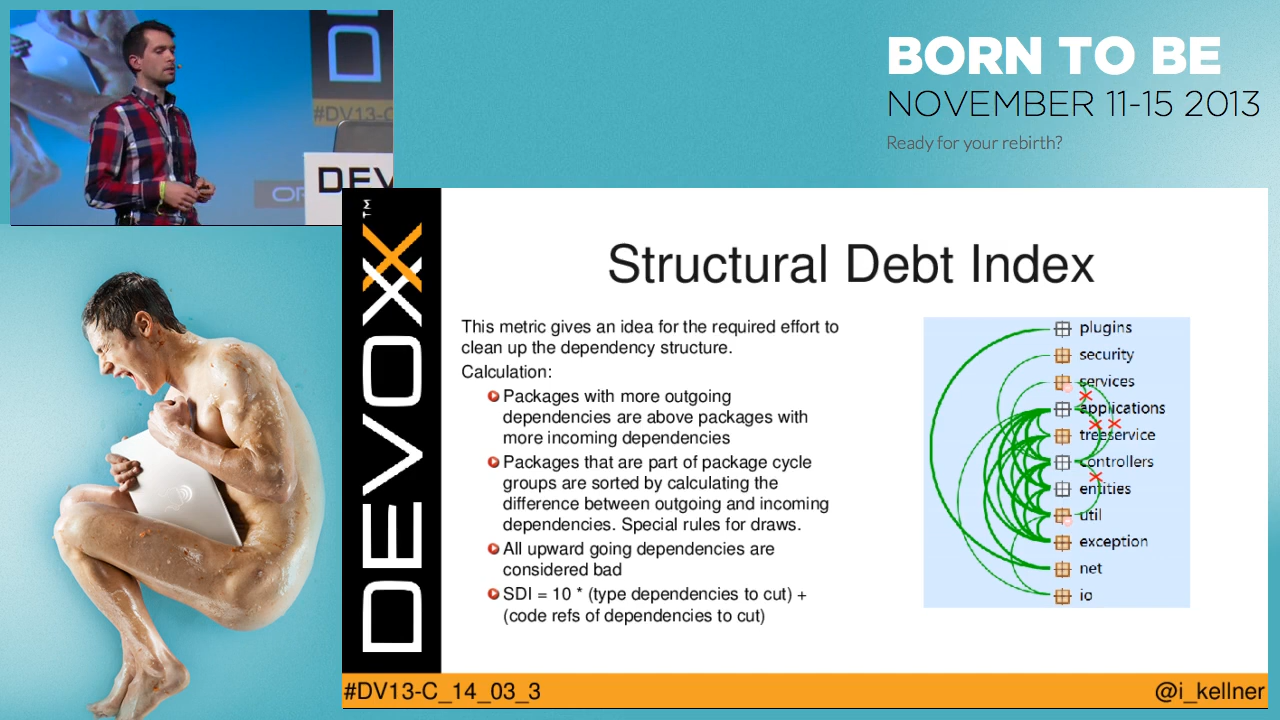 BORN TO BE
NOVEMBER 11-15 2013
Ready for your rebirth?
#DV13-C
OR
DEV
DEVOXX™
Structural Debt Index
This metric gives an idea for the required effort to
clean up the dependency structure.
Calculation:
Packages with more outgoing
dependencies are above packages with
more incoming dependencies
Packages that are part of package cycle
groups are sorted by calculating the
difference between outgoing and incoming
dependencies. Special rules for draws.
All upward going dependencies are
considered bad
SDI = 10 * (type dependencies to cut) +
(code refs of dependencies to cut)
plugins
security
services
applications
treeservice
controllers
entities
util
exception
net
io
#DV13-C_14_03_3
@i_kellner